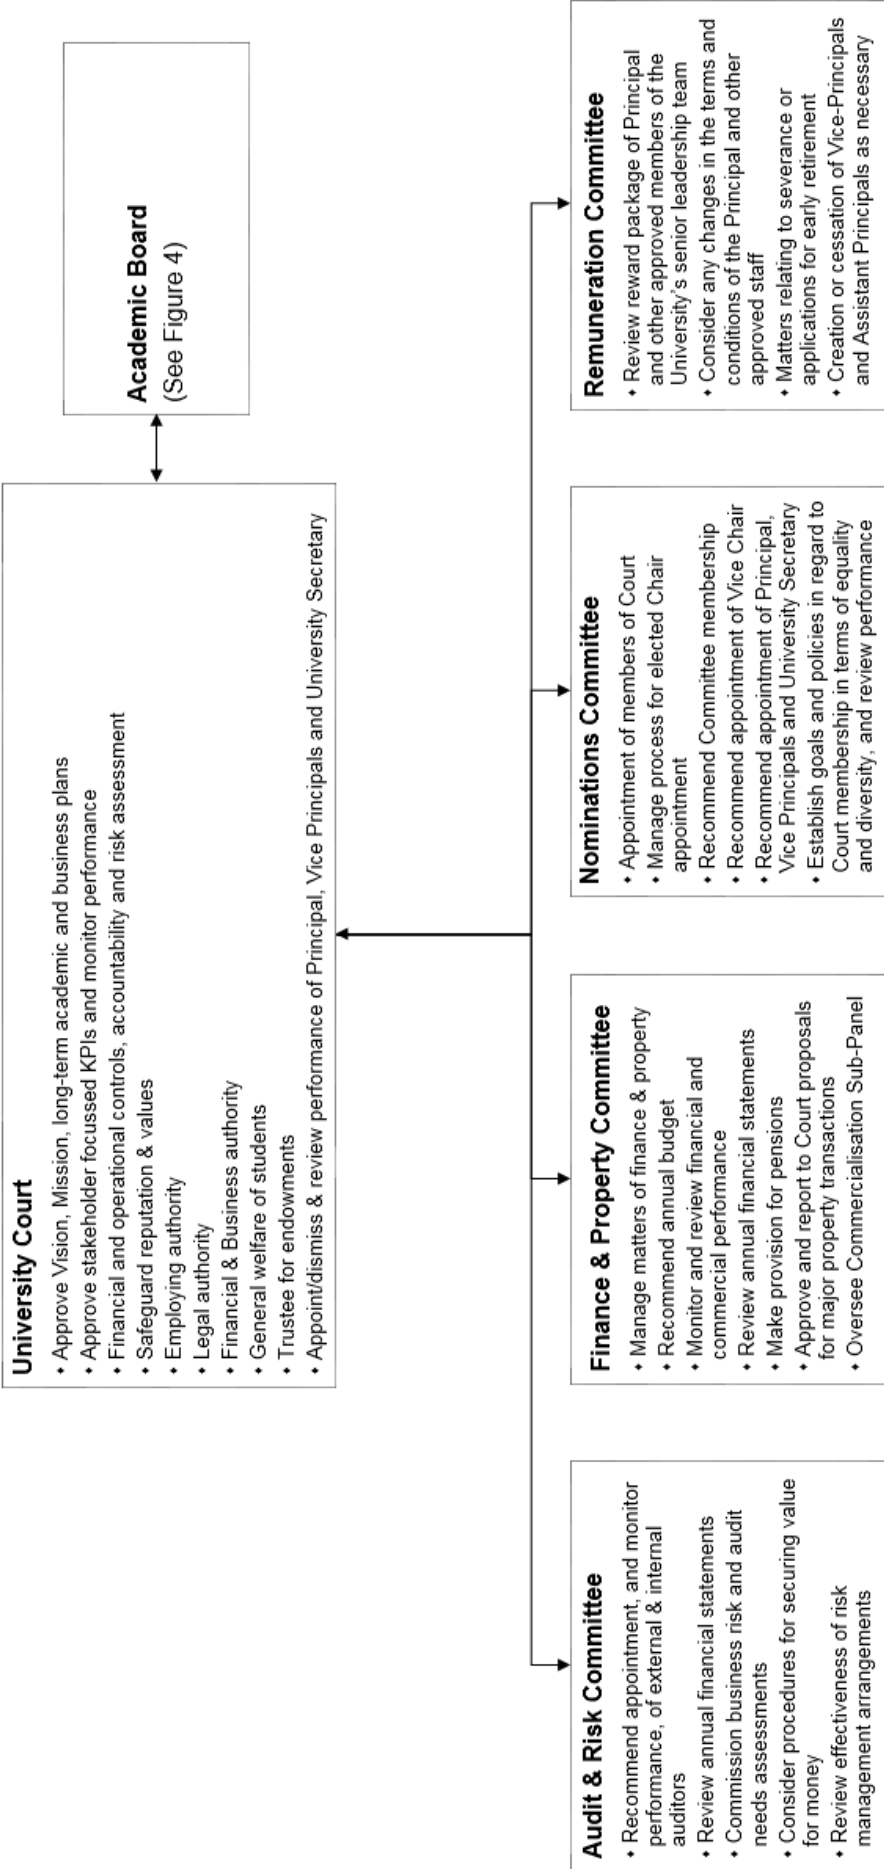 University Court
• Approve Vision, Mission, long-term academic and business plans
• Approve stakeholder focussed KPIs and monitor performance
• Financial and operational controls, accountability and risk assessment
• Safeguard reputation & values
• Employing authority
• Legal authority
• Financial & Business authority
• General welfare of students
• Trustee for endowments
• Appoint/dismiss & review performance of Principal, Vice Principals and University Secretary
Academic Board
(See Figure 4)
Audit & Risk Committee
• Recommend appointment, and monitor
performance, of external & internal
auditors
• Review annual financial statements
• Commission business risk and audit
needs assessments
• Consider procedures for securing value
for money
• Review effectiveness of risk
management arrangements
Finance & Property Committee
• Manage matters of finance & property
• Recommend annual budget
• Monitor and review financial and
commercial performance
• Review annual financial statements
• Make provision for pensions
• Approve and report to Court proposals
for major property transactions
• Oversee Commercialisation Sub-Panel
Nominations Committee
• Appointment of members of Court
• Manage process for elected Chair
appointment
• Recommend Committee membership
• Recommend appointment of Vice Chair
• Recommend appointment of Principal,
Vice Principals and University Secretary
• Establish goals and policies in regard to
Court membership in terms of equality
and diversity, and review performance
Remuneration Committee
• Review reward package of Principal
and other approved members of the
University's senior leadership team
• Consider any changes in the terms and
conditions of the Principal and other
approved staff
• Matters relating to severance or
applications for early retirement
• Creation or cessation of Vice-Principals
and Assistant Principals as necessary